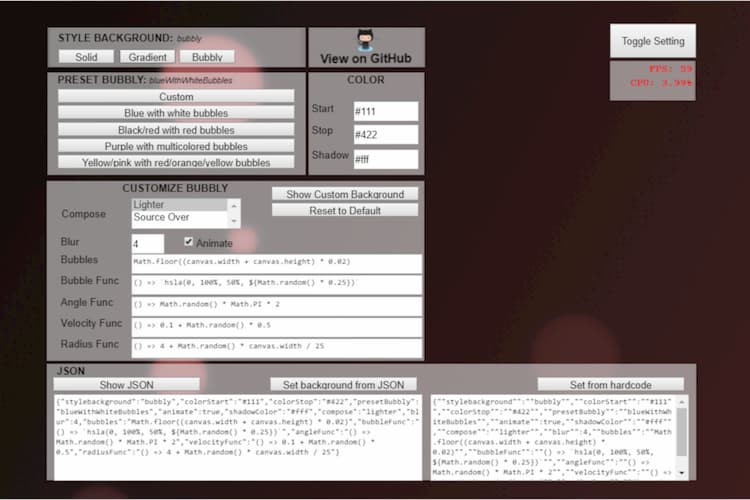 STYLE BACKGROUND: bubbly
Solid Gradient Bubbly
View on GitHub
Toggle Setting
FPS: 59
CPU: 3.99%
PRESET BUBBLY: blueWithWhiteBubbles
Custom
Blue with white bubbles
Black/red with red bubbles
Purple with multicolored bubbles
Yellow/pink with red/orange/yellow bubbles
COLOR
Start #111
Stop #422
Shadow #fff
CUSTOMIZE BUBBLY
Show Custom Background
Reset to Default
Compose
Lighter
Source Over
Blur 4 Animate
Bubbles Math.floor((canvas.width + canvas.height) * 0.02)
Bubble Func () => `hsla(0, 100%, 50%, ${Math.random() * 0.25})`
Angle Func () => Math.random() * Math.PI * 2
Velocity Func () => 0.1 + Math.random() * 0.5
Radius Func () => 4 + Math.random() * canvas.width / 25
JSON
Show JSON Set background from JSON Set from hardcode
{"stylebackground":"bubbly","colorStart":"#111","colorStop":"#422","presetBubbly":
"blueWithWhiteBubbles","animate":true,"shadowColor":"#fff","compose":"lighter","bl
ur":4,"bubbles":"Math.floor((canvas.width + canvas.height) * 0.02)","bubbleFunc":"
() => `hsla(0, 100%, 50%, ${Math.random() * 0.25})`","angleFunc":"() =>
Math.random() * Math.PI * 2","velocityFunc":"() => 0.1 + Math.random() *
0.5","radiusFunc":"() => 4 + Math.random() * canvas.width / 25"}
{""stylebackground"":""bubbly"",""colorStart"":""#111"
",""colorStop"":""#422"",""presetBubbly"":""blueWithWh
iteBubbles"",""animate"":true,""shadowColor"":""#fff""
,""compose"":""lighter"",""blur"":4,""bubbles"":""Math
.floor((canvas.width + canvas.height) *
0.02)"",""bubbleFunc"":""() => `hsla(0, 100%, 50%,
${Math.random() * 0.25})`"",""angleFunc"":""() =>
Math.random() * Math.PI * 2"",""velocityFunc"":""() =>